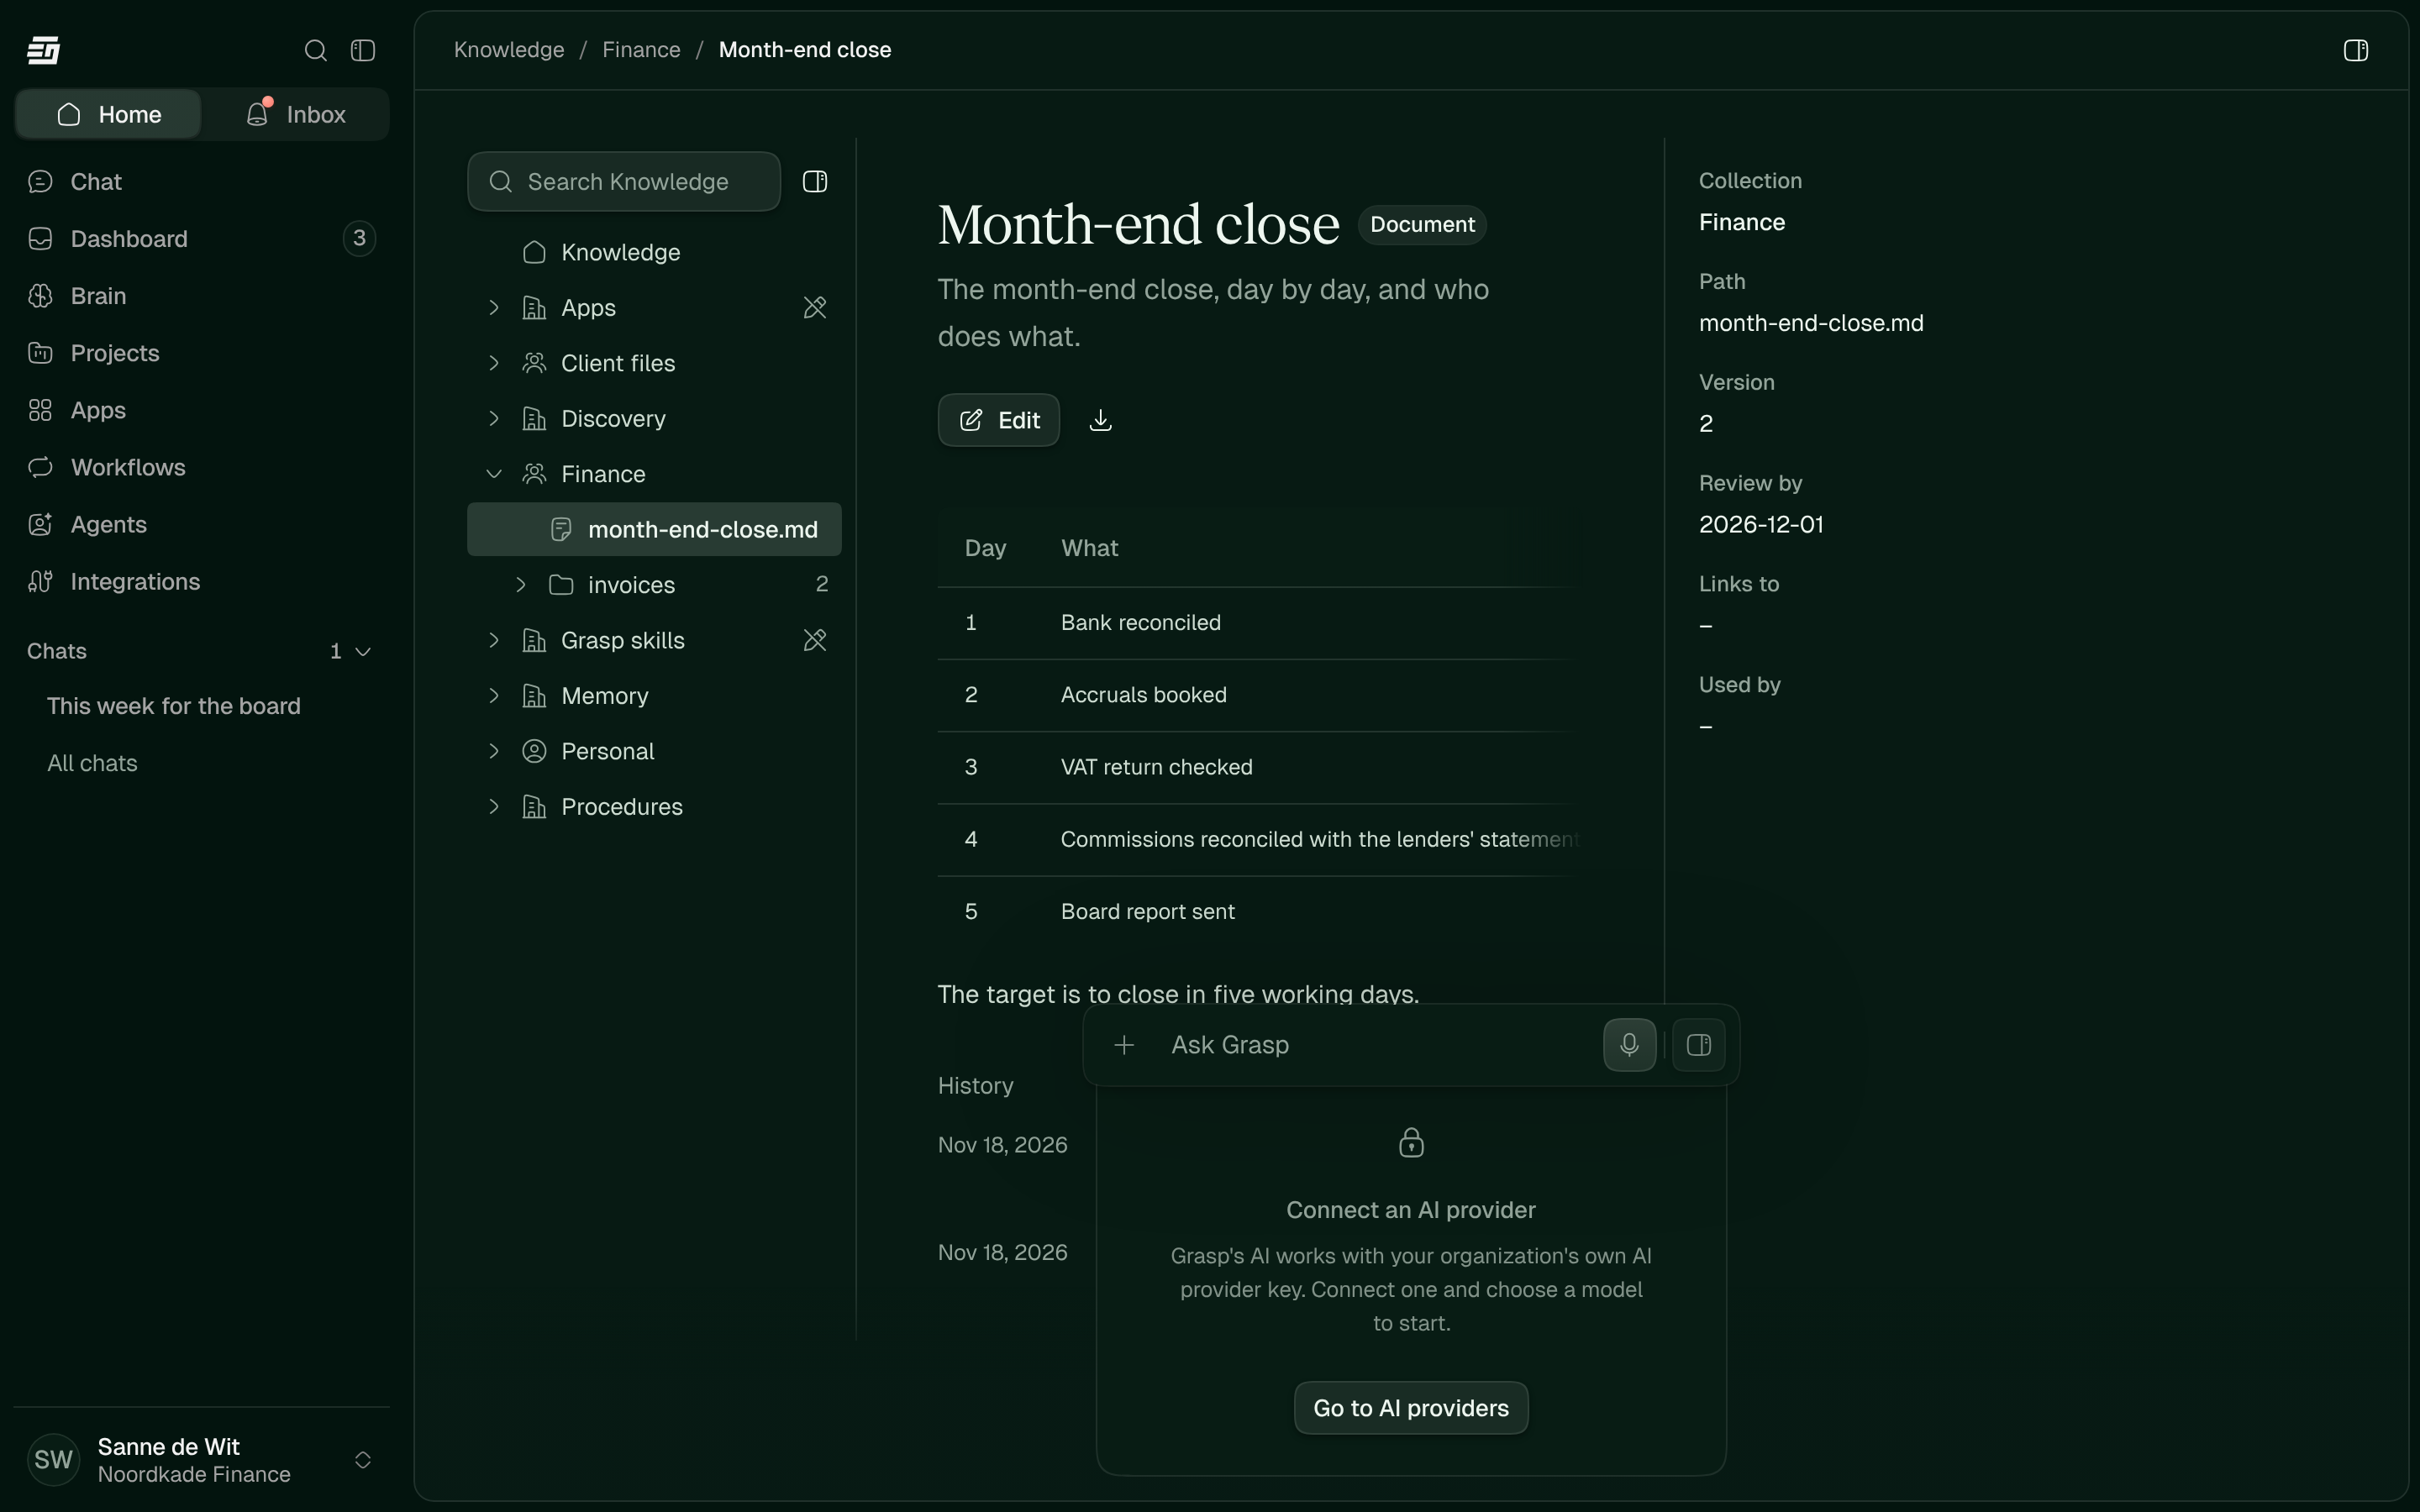 Home
Inbox
Chat
Dashboard 3
Brain
Projects
Apps
Workflows
Agents
Integrations
Chats 1
This week for the board
All chats
SW
Sanne de Wit
Noordkade Finance
Knowledge / Finance / Month-end close
Search Knowledge
Knowledge
Apps
Client files
Discovery
Finance
month-end-close.md
invoices 2
Grasp skills
Memory
Personal
Procedures
Month-end close Document
The month-end close, day by day, and who
does what.
Edit
Day What
1 Bank reconciled
2 Accruals booked
3 VAT return checked
4 Commissions reconciled with the lenders' statement
5 Board report sent
The target is to close in five working days.
History
Nov 18, 2026
Nov 18, 2026
Ask Grasp
Connect an AI provider
Grasp's AI works with your organization's own AI
provider key. Connect one and choose a model
to start.
Go to AI providers
Collection
Finance
Path
month-end-close.md
Version
2
Review by
2026-12-01
Links to
–
Used by
–